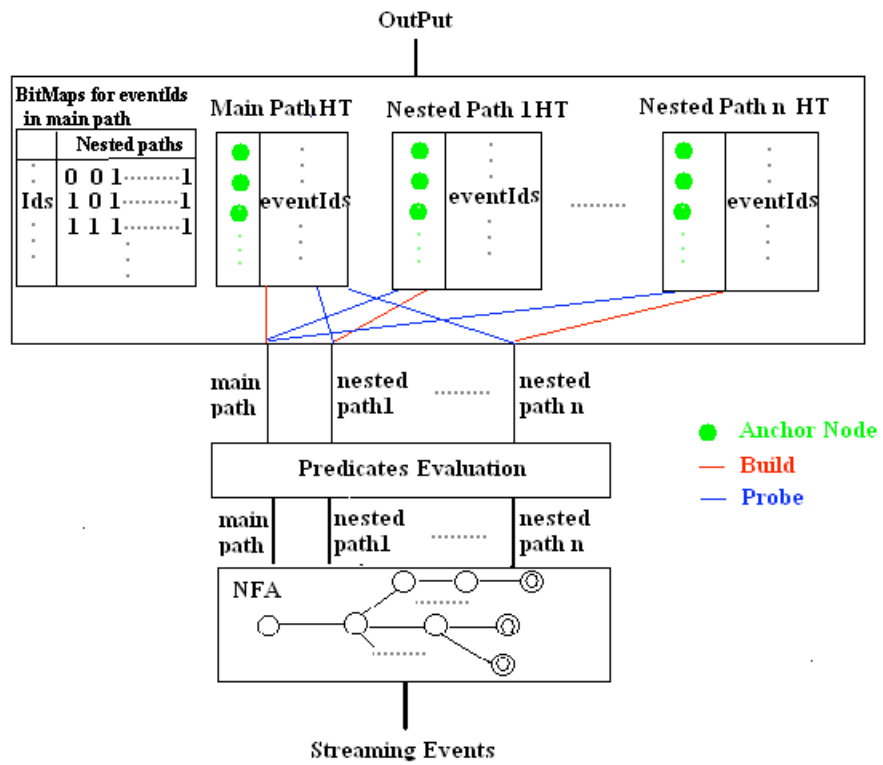 OutPut
BitMaps for eventIds
in main path
Nested paths
Ids
0 0 1 1
1 0 1 1
1 1 1 1
Main Path HT
eventIds
Nested Path 1 HT
eventIds
Nested Path n HT
eventIds
main
path
nested
path1
nested
path n
Predicates Evaluation
main
path
nested
path1
nested
path n
Anchor Node
Build
Probe
NFA
Streaming Events